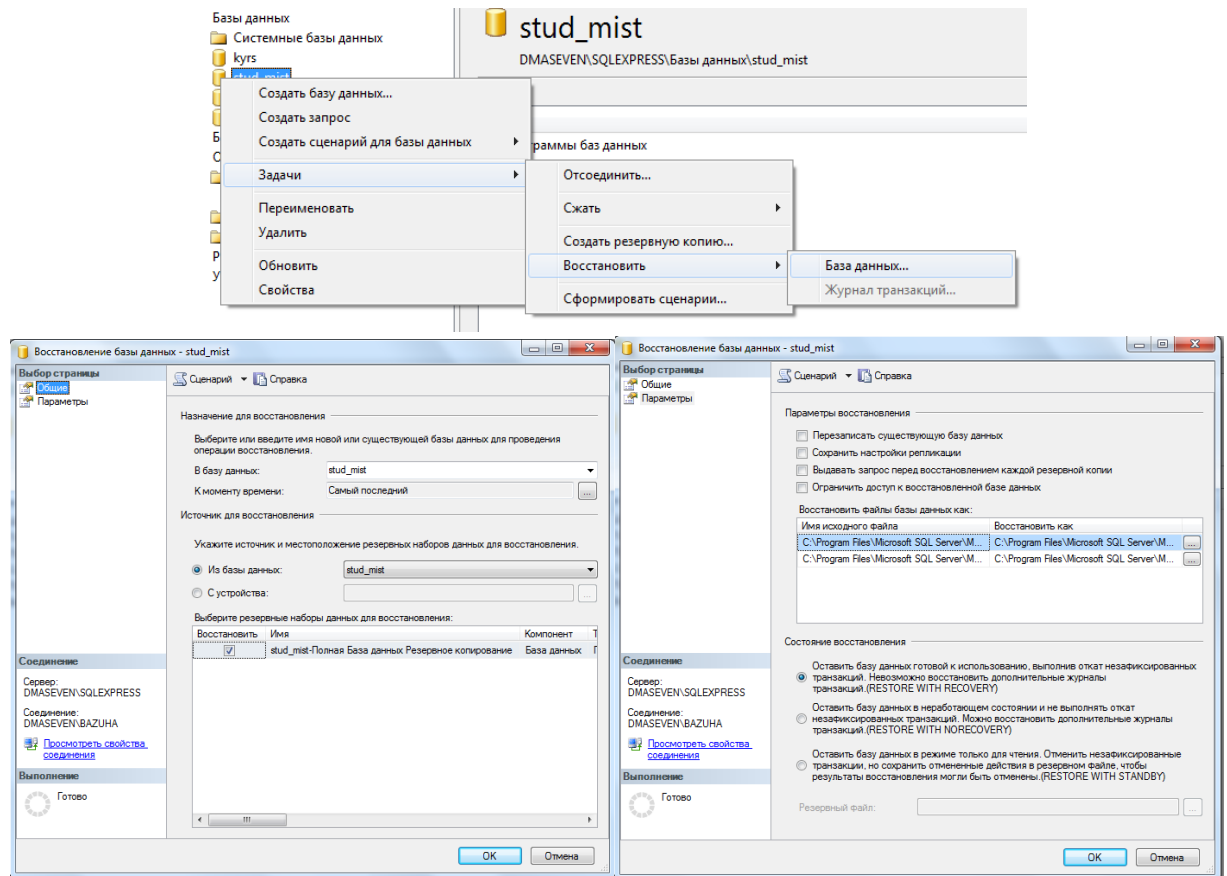 Базы данных
Системные базы данных
kyrs
stud_mist
stud_mist
DMASEVEN\SQLEXPRESS\Базы данных\stud_mist
Создать базу данных...
Создать запрос
Создать сценарий для базы данных
Задачи
Переименовать
Удалить
Обновить
Свойства
раммы баз данных
Отсоединить...
Сжать
Создать резервную копию...
Восстановить
Сформировать сценарии...
База данных...
Журнал транзакций...
Восстановление базы данных - stud_mist
Выбор страницы
Общие
Параметры
Сценарий
Справка
Назначение для восстановления
Выберите или введите имя новой или существующей базы данных для проведения
операции восстановления.
В базу данных:
stud_mist
К моменту времени:
Самый последний
...
Источник для восстановления
Укажите источник и местоположение резервных наборов данных для восстановления.
Из базы данных:
stud_mist
С устройства:
...
Выберите резервные наборы данных для восстановления:
Восстановить Имя Компонент Т
stud_mist-Полная База данных Резервное копирование База данных П
Соединение
Сервер:
DMASEVEN\SQLEXPRESS
Соединение:
DMASEVEN\BAZUHA
Просмотреть свойства
соединения
Выполнение
Готово
OK
Отмена
Восстановление базы данных - stud_mist
Выбор страницы
Общие
Параметры
Сценарий
Справка
Параметры восстановления
Перезаписать существующую базу данных
Сохранить настройки репликации
Выдавать запрос перед восстановлением каждой резервной копии
Ограничить доступ к восстановленной базе данных
Восстановить файлы базы данных как:
Имя исходного файла Восстановить как
C:\Program Files\Microsoft SQL Server\M... C:\Program Files\Microsoft SQL Server\M... ...
C:\Program Files\Microsoft SQL Server\M... C:\Program Files\Microsoft SQL Server\M... ...
Состояние восстановления
Оставить базу данных готовой к использованию, выполнив откат незафиксированных
транзакций. Невозможно восстановить дополнительные журналы
транзакций.(RESTORE WITH RECOVERY)
Оставить базу данных в неработающем состоянии и не выполнять откат
незафиксированных транзакций. Можно восстановить дополнительные журналы
транзакций.(RESTORE WITH NORECOVERY)
Оставить базу данных в режиме только для чтения. Отменить незафиксированные
транзакции, но сохранить отмененные действия в резервном файле, чтобы
результаты восстановления могли быть отменены.(RESTORE WITH STANDBY)
Резервный файл:
...
Соединение
Сервер:
DMASEVEN\SQLEXPRESS
Соединение:
DMASEVEN\BAZUHA
Просмотреть свойства
соединения
Выполнение
Готово
OK
Отмена